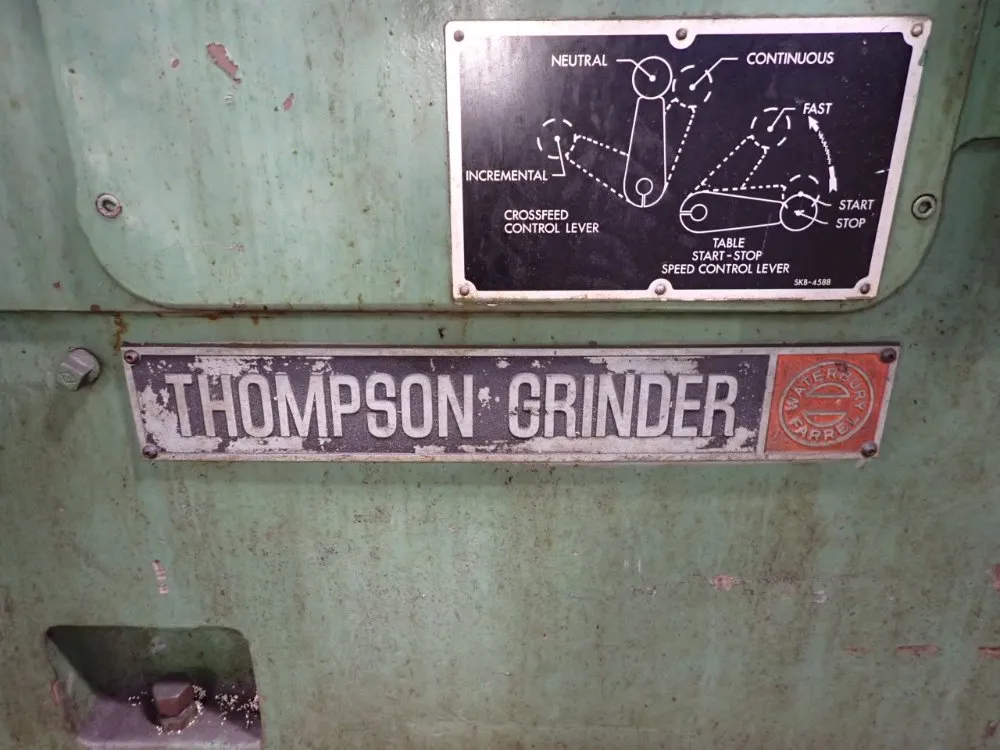 NEUTRAL
CONTINUOUS
FAST
INCREMENTAL
START
STOP
CROSSFEED
CONTROL LEVER
TABLE
START-STOP
SPEED CONTROL LEVER
SKB-4588
THOMPSON GRINDER
WATERBURY
FARREL